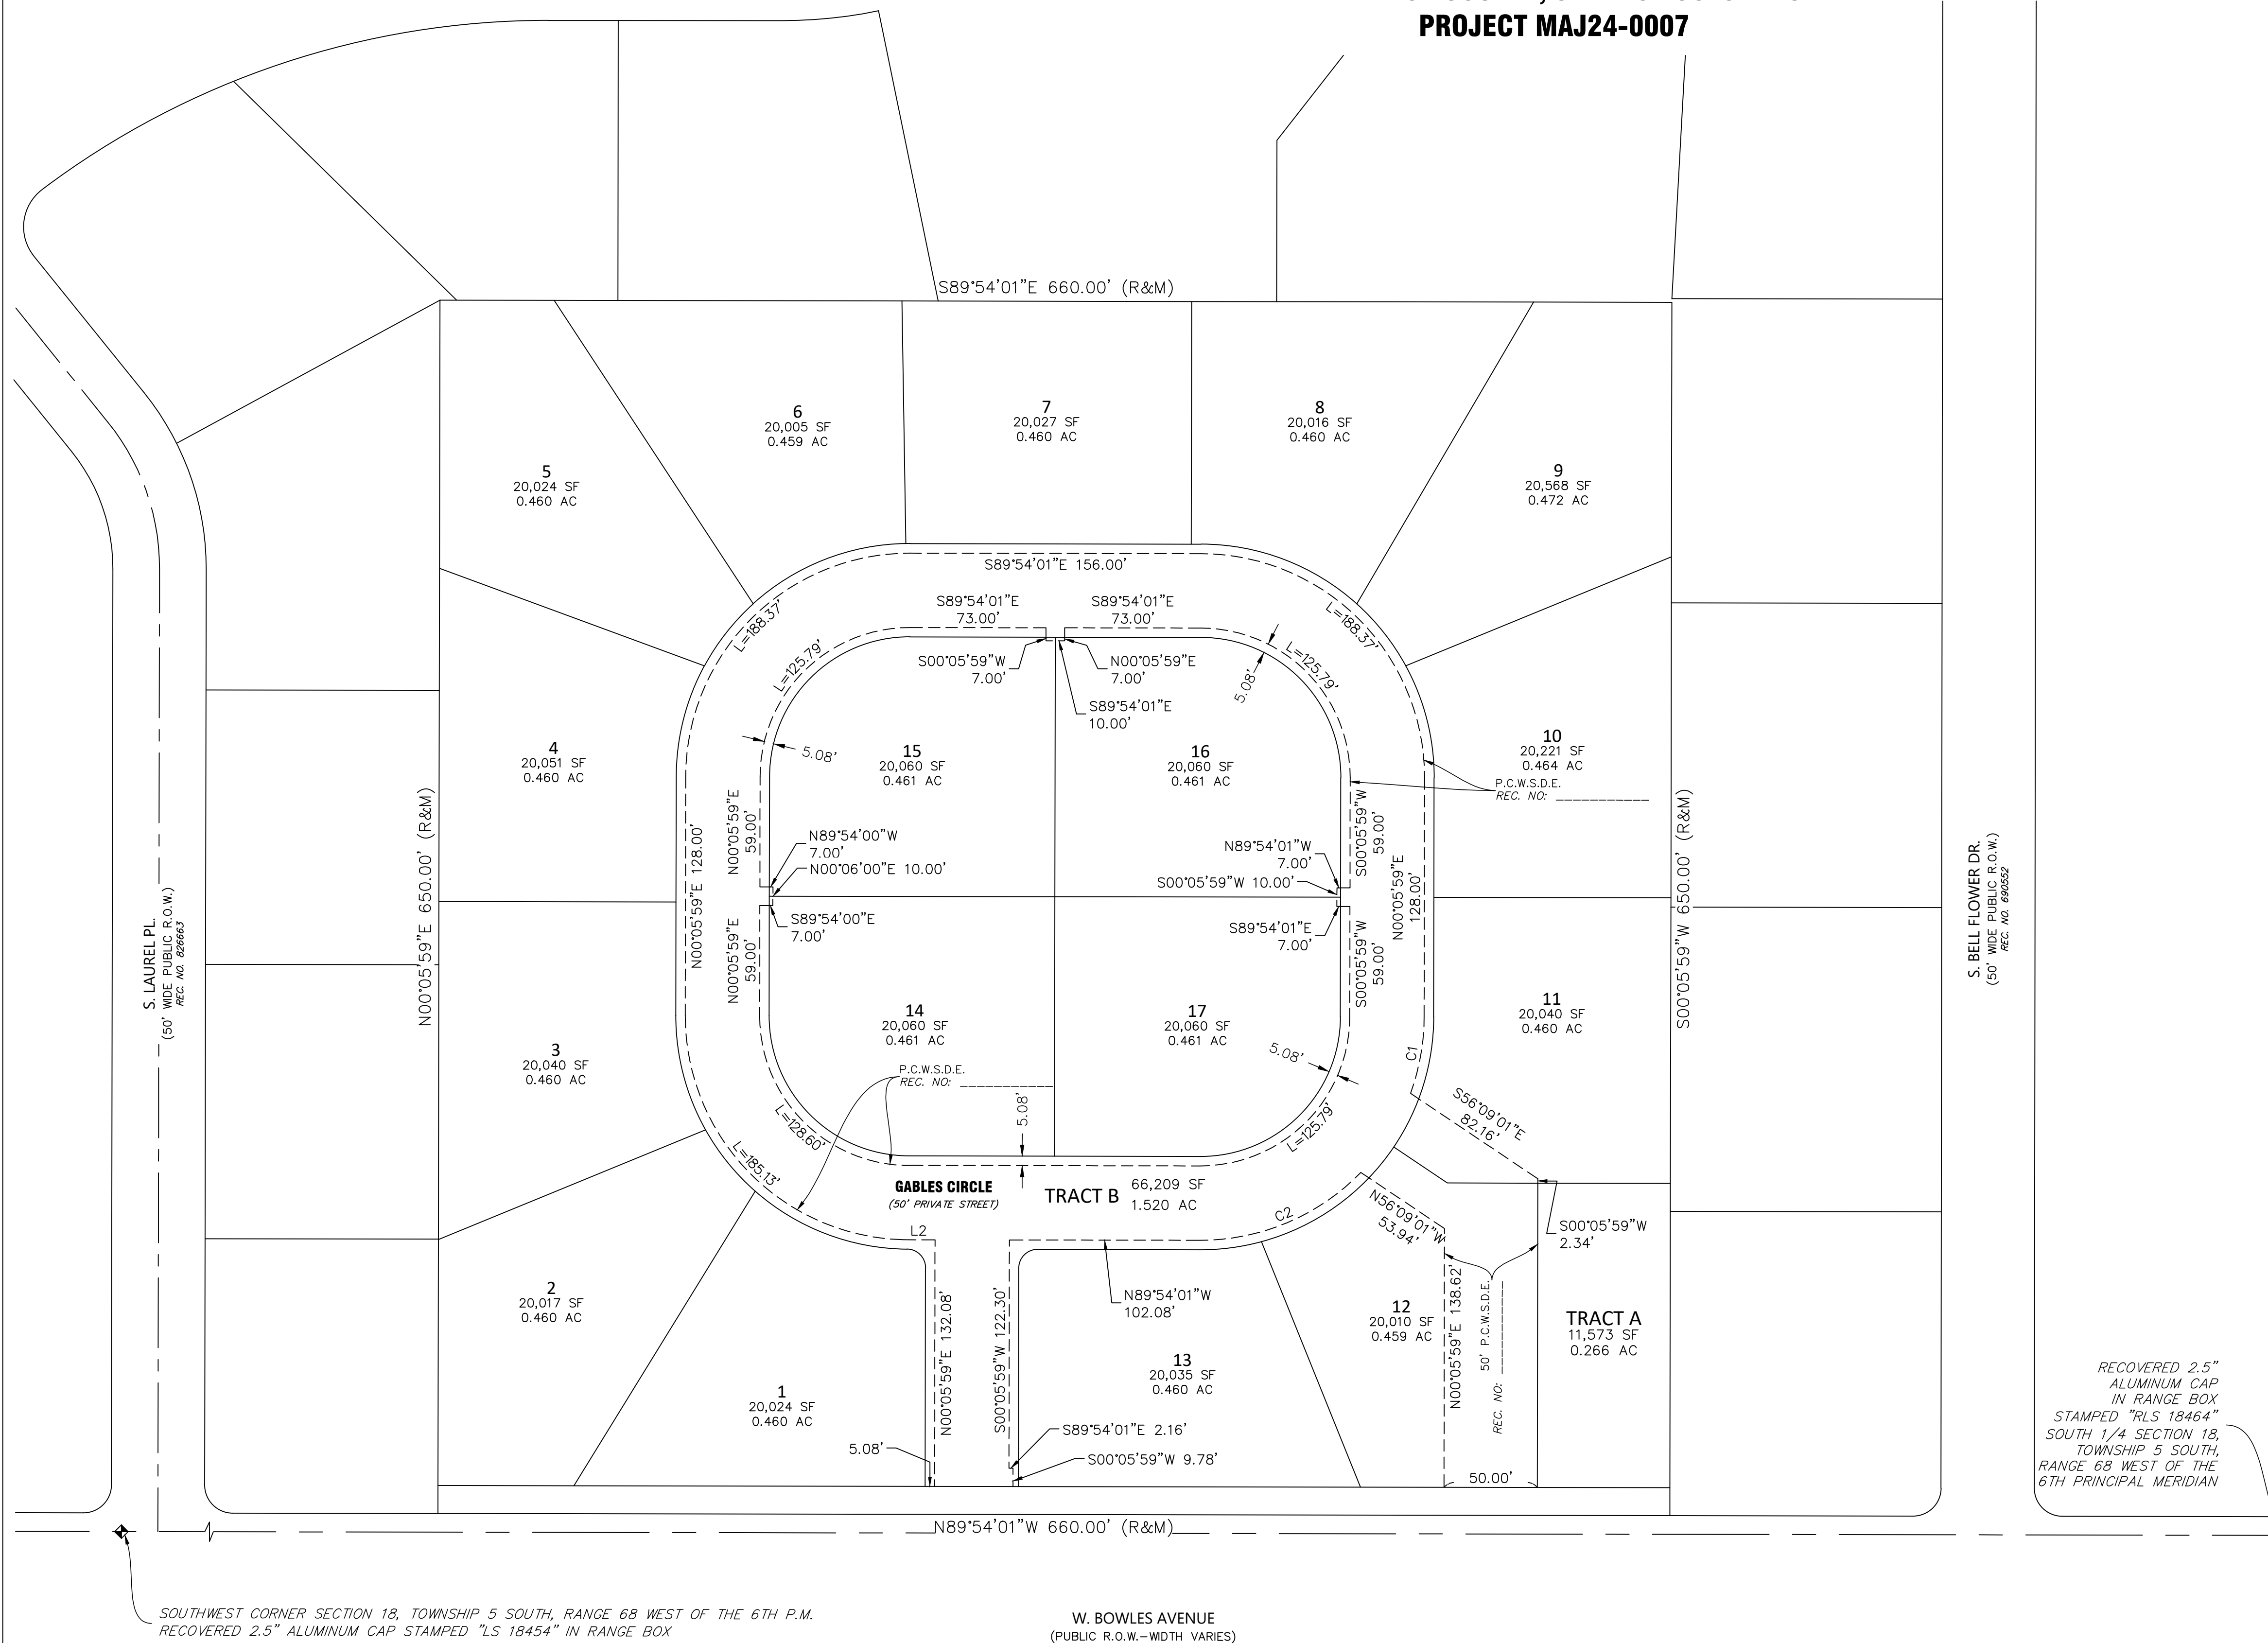 PROJECT MAJ24-0007
S89°54'01"E 660.00' (R&M)
6
20,005 SF
0.459 AC
7
20,027 SF
0.460 AC
8
20,016 SF
0.460 AC
5
20,024 SF
0.460 AC
9
20,568 SF
0.472 AC
S89°54'01"E 156.00'
S89°54'01"E
73.00'
S89°54'01"E
73.00'
L=188.37'
L=125.79'
L=188.37'
L=125.79'
S00°05'59"W
7.00'
N00°05'59"E
7.00'
S89°54'01"E
10.00'
5.08'
5.08'
4
20,051 SF
0.460 AC
15
20,060 SF
0.461 AC
16
20,060 SF
0.461 AC
10
20,221 SF
0.464 AC
P.C.W.S.D.E.
REC. NO: ___________
N00°05'59"E 650.00' (R&M)
N00°05'59"E 128.00'
N00°05'59"E
59.00'
N89°54'00"W
7.00'
N00°06'00"E 10.00'
N89°54'01"W
7.00'
S00°05'59"W 10.00'
S00°05'59"W
59.00'
N00°05'59"E
128.00'
S00°05'59"W 650.00' (R&M)
S. LAUREL PL.
(50' WIDE PUBLIC R.O.W.)
REC. NO. 826663
S. BELL FLOWER DR.
(50' WIDE PUBLIC R.O.W.)
REC. NO. 690552
N00°05'59"E
59.00'
S89°54'00"E
7.00'
S89°54'01"E
7.00'
S00°05'59"W
59.00'
3
20,040 SF
0.460 AC
14
20,060 SF
0.461 AC
17
20,060 SF
0.461 AC
11
20,040 SF
0.460 AC
P.C.W.S.D.E.
REC. NO: ___________
5.08'
5.08'
C1
S56°09'01"E
82.16'
L=128.60'
L=125.79'
L=185.13'
GABLES CIRCLE
(50' PRIVATE STREET)
TRACT B
66,209 SF
1.520 AC
L2
C2
N56°09'01"W
53.94'
S00°05'59"W
2.34'
2
20,017 SF
0.460 AC
N00°05'59"E 132.08'
S00°05'59"W 122.30'
N89°54'01"W
102.08'
12
20,010 SF
0.459 AC
N00°05'59"E 138.62'
50' P.C.W.S.D.E.
REC. NO: ___________
TRACT A
11,573 SF
0.266 AC
1
20,024 SF
0.460 AC
13
20,035 SF
0.460 AC
S89°54'01"E 2.16'
S00°05'59"W 9.78'
5.08'
50.00'
RECOVERED 2.5"
ALUMINUM CAP
IN RANGE BOX
STAMPED "RLS 18464"
SOUTH 1/4 SECTION 18,
TOWNSHIP 5 SOUTH,
RANGE 68 WEST OF THE
6TH PRINCIPAL MERIDIAN
N89°54'01"W 660.00' (R&M)
SOUTHWEST CORNER SECTION 18, TOWNSHIP 5 SOUTH, RANGE 68 WEST OF THE 6TH P.M.
RECOVERED 2.5" ALUMINUM CAP STAMPED "LS 18454" IN RANGE BOX
W. BOWLES AVENUE
(PUBLIC R.O.W.–WIDTH VARIES)